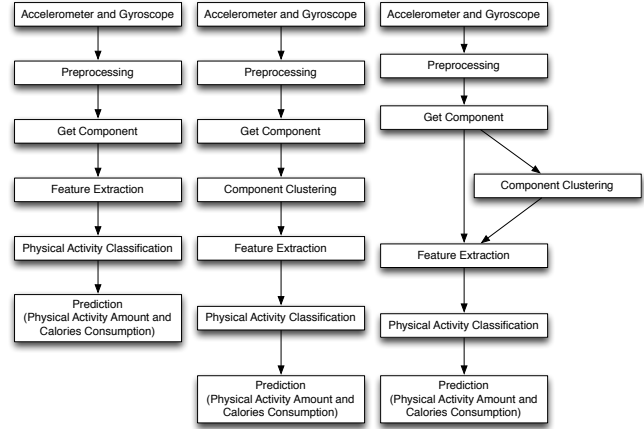 Accelerometer and Gyroscope
Preprocessing
Get Component
Feature Extraction
Physical Activity Classification
Prediction
(Physical Activity Amount and
Calories Consumption)
Accelerometer and Gyroscope
Preprocessing
Get Component
Component Clustering
Feature Extraction
Physical Activity Classification
Prediction
(Physical Activity Amount and
Calories Consumption)
Accelerometer and Gyroscope
Preprocessing
Get Component
Component Clustering
Feature Extraction
Physical Activity Classification
Prediction
(Physical Activity Amount and
Calories Consumption)